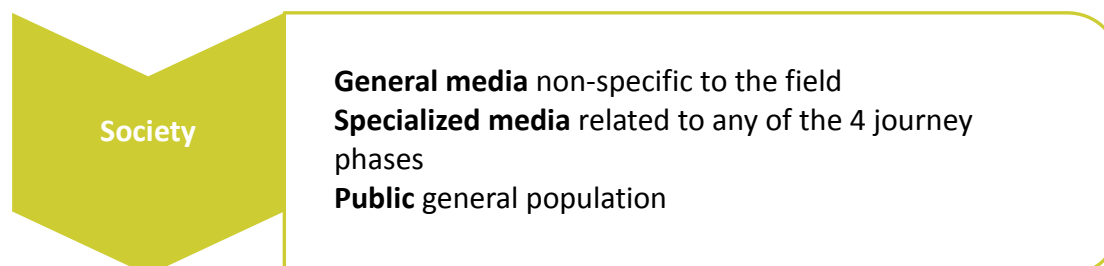 Society
General media non-specific to the field
Specialized media related to any of the 4 journey
phases
Public general population